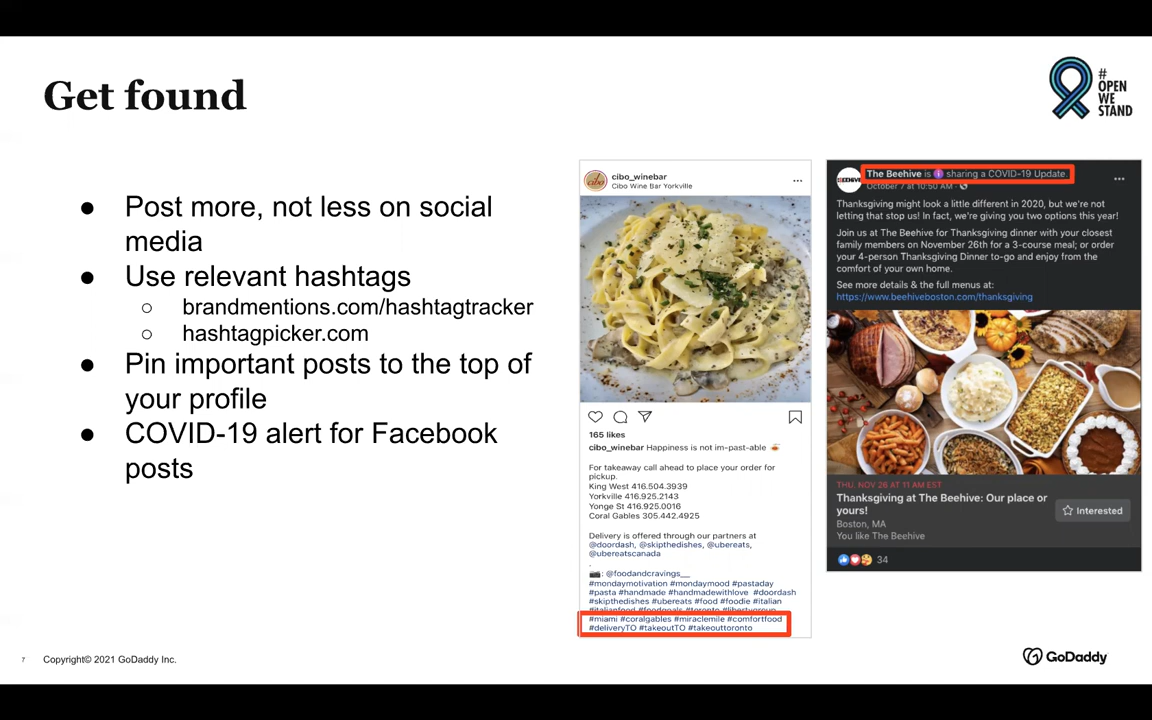 Get found
#
OPEN
WE
STAND
● Post more, not less on social
media
● Use relevant hashtags
○ brandmentions.com/hashtagtracker
○ hashtagpicker.com
● Pin important posts to the top of
your profile
● COVID-19 alert for Facebook
posts
cibo
cibo_winebar
Cibo Wine Bar Yorkville
165 likes
cibo_winebar Happiness is not im-past-able
For takeaway call ahead to place your order for
pickup.
King West 416.504.3939
Yorkville 416.925.2143
Yonge St 416.925.0016
Coral Gables 305.442.4925
Delivery is offered through our partners at
@doordash, @skipthedishes, @ubereats,
@ubereatscanada
.
: @foodandcravings__
#mondaymotivation #mondaymood #pastaday
#pasta #handmade #handmadewithlove #doordash
#skipthedishes #ubereats #food #foodie #italian
#italianfood #foodgoals #toronto #libertygroup
#miami #coralgables #miraclemile #comfortfood
#deliveryTO #takeoutTO #takeouttoronto
BEEHIVE
The Beehive is sharing a COVID-19 Update.
October 7 at 10:50 AM ·
Thanksgiving might look a little different in 2020, but we're not
letting that stop us! In fact, we're giving you two options this year!
Join us at The Beehive for Thanksgiving dinner with your closest
family members on November 26th for a 3-course meal; or order
your 4-person Thanksgiving Dinner to-go and enjoy from the
comfort of your own home.
See more details & the full menus at:
https://www.beehiveboston.com/thanksgiving
THU, NOV 26 AT 11 AM EST
Thanksgiving at The Beehive: Our place or
yours!
Interested
Boston, MA
You like The Beehive
34
7
Copyright© 2021 GoDaddy Inc.
GoDaddy